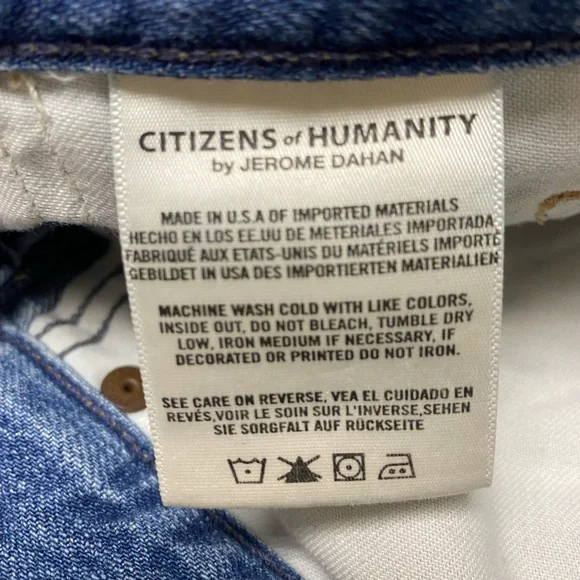 CITIZENS of HUMANITY
by JEROME DAHAN
MADE IN U.S.A OF IMPORTED MATERIALS
HECHO EN LOS EE.UU DE METERIALES IMPORTADA
FABRIQUÉ AUX ETATS-UNIS DU MATÉRIELS IMPORTE
GEBILDET IN USA DES IMPORTIERTEN MATERIALIEN
MACHINE WASH COLD WITH LIKE COLORS,
INSIDE OUT, DO NOT BLEACH, TUMBLE DRY
LOW, IRON MEDIUM IF NECESSARY, IF
DECORATED OR PRINTED DO NOT IRON.
SEE CARE ON REVERSE, VEA EL CUIDADO EN
REVÉS,VOIR LE SOIN SUR L'INVERSE,SEHEN
SIE SORGFALT AUF RÜCKSEITE